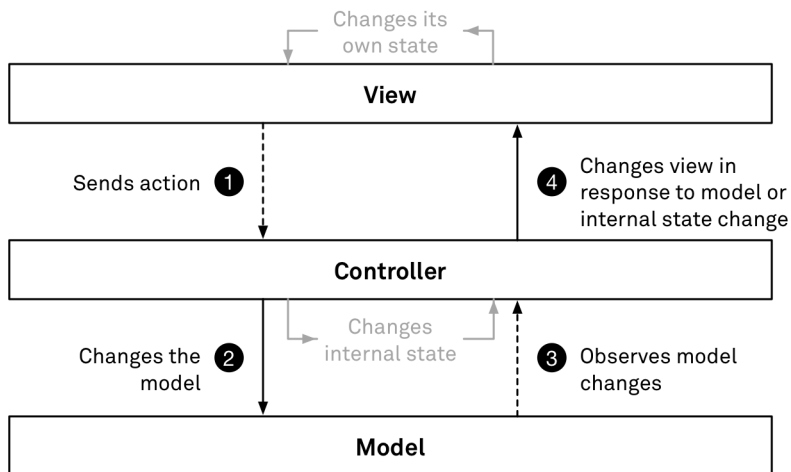 Changes its
own state
View
Sends action 1
4 Changes view in
response to model or
internal state change
Controller
Changes
internal state
Changes the
model
2
3 Observes model
changes
Model